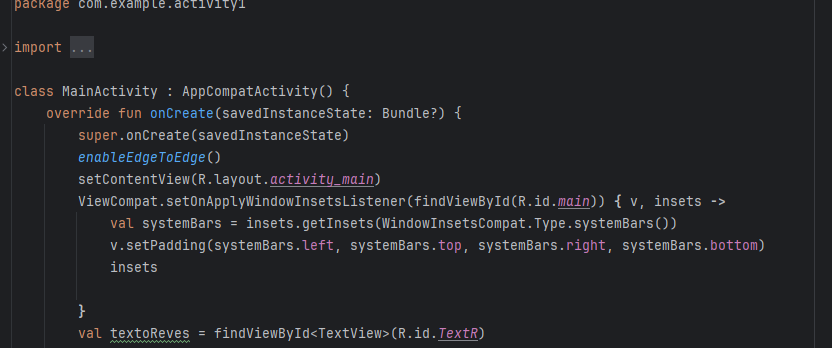 package com.example.activity1
import ...
class MainActivity : AppCompatActivity() {
override fun onCreate(savedInstanceState: Bundle?) {
super.onCreate(savedInstanceState)
enableEdgeToEdge()
setContentView(R.layout.activity_main)
ViewCompat.setOnApplyWindowInsetsListener(findViewById(R.id.main)) { v, insets ->
val systemBars = insets.getInsets(WindowInsetsCompat.Type.systemBars())
v.setPadding(systemBars.left, systemBars.top, systemBars.right, systemBars.bottom)
insets
}
val textoReves = findViewById<TextView>(R.id.TextR)